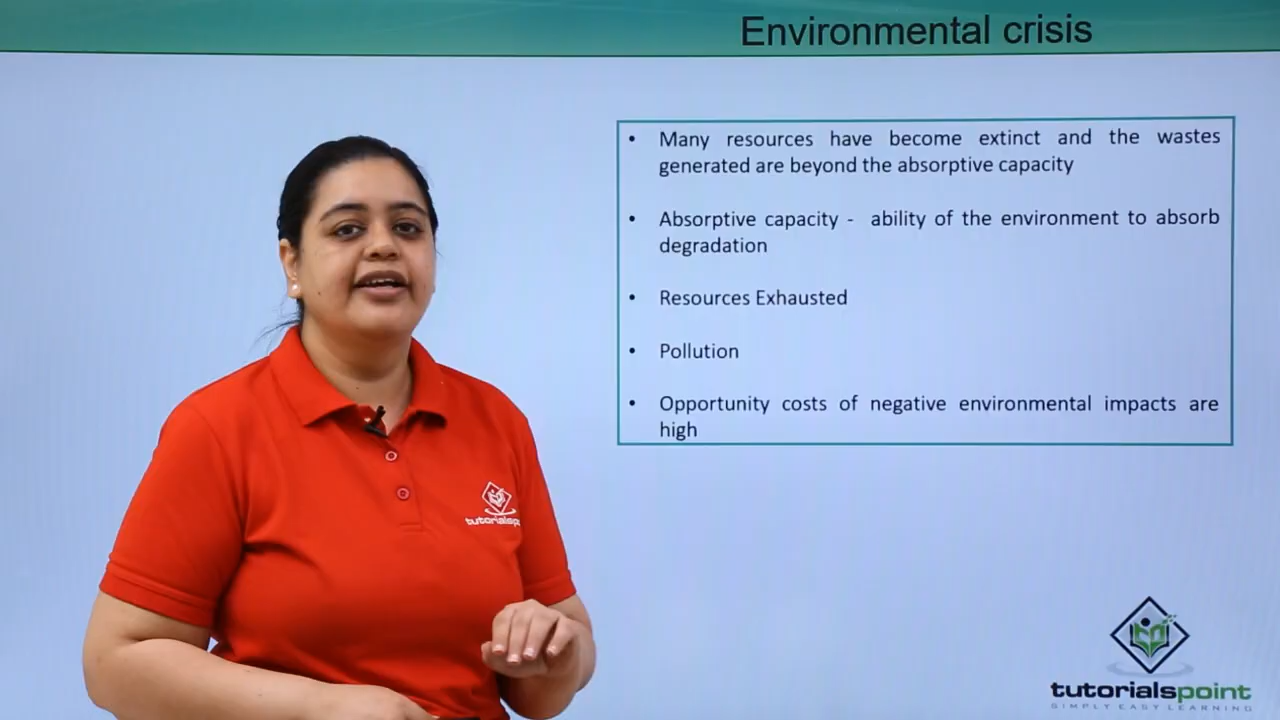 Environmental crisis
• Many resources have become extinct and the wastes
generated are beyond the absorptive capacity
• Absorptive capacity - ability of the environment to absorb
degradation
• Resources Exhausted
• Pollution
• Opportunity costs of negative environmental impacts are
high
tutorialspo
tutorialspoint
SIMPLY EASY LEARNING